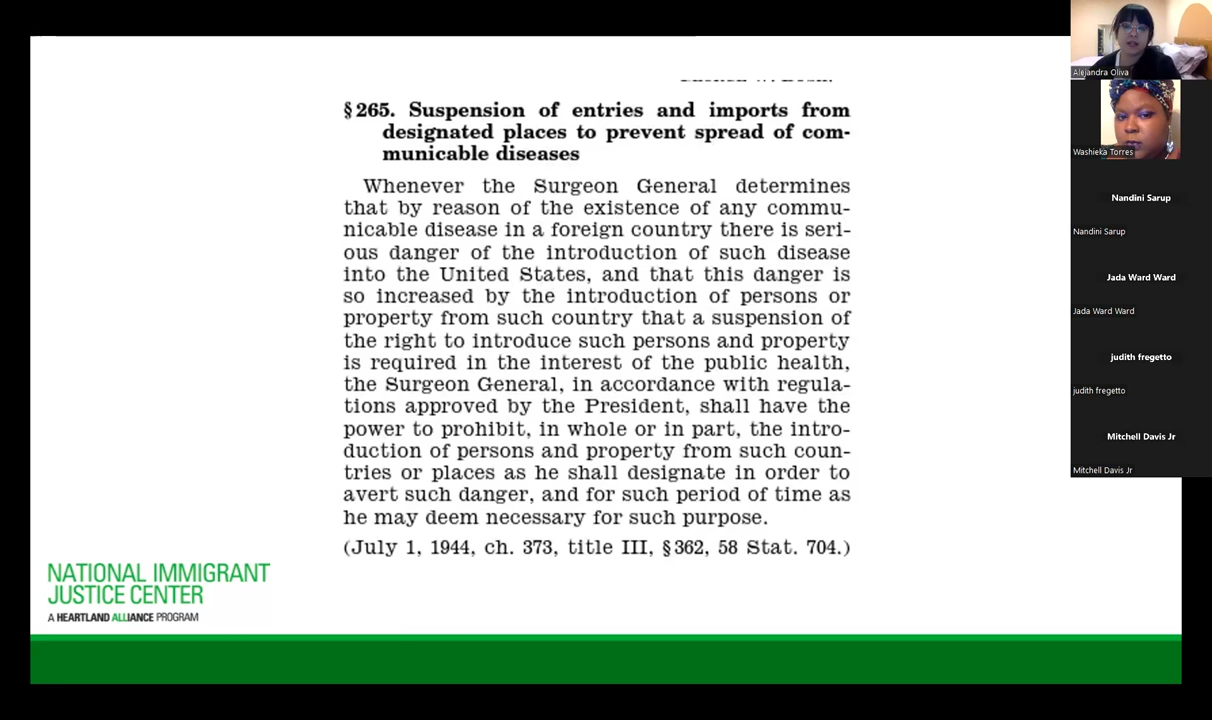 § 265. Suspension of entries and imports from
designated places to prevent spread of com-
municable diseases
Whenever the Surgeon General determines
that by reason of the existence of any commu-
nicable disease in a foreign country there is seri-
ous danger of the introduction of such disease
into the United States, and that this danger is
so increased by the introduction of persons or
property from such country that a suspension of
the right to introduce such persons and property
is required in the interest of the public health,
the Surgeon General, in accordance with regula-
tions approved by the President, shall have the
power to prohibit, in whole or in part, the intro-
duction of persons and property from such coun-
tries or places as he shall designate in order to
avert such danger, and for such period of time as
he may deem necessary for such purpose.
(July 1, 1944, ch. 373, title III, § 362, 58 Stat. 704.)
NATIONAL IMMIGRANT
JUSTICE CENTER
A HEARTLAND ALLIANCE PROGRAM
Alejandra Oliva
Washieka Torres
Nandini Sarup
Nandini Sarup
Jada Ward Ward
Jada Ward Ward
judith fregetto
judith fregetto
Mitchell Davis Jr
Mitchell Davis Jr